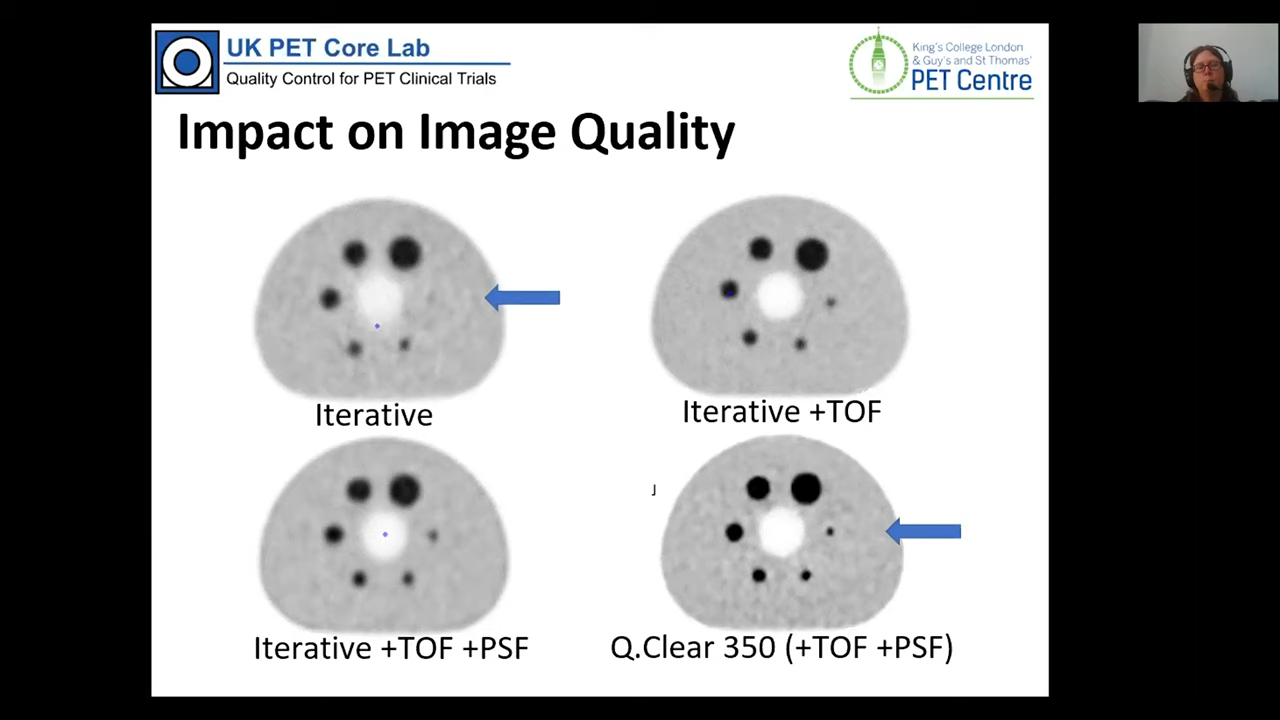 UK PET Core Lab
Quality Control for PET Clinical Trials
King's College London
& Guy's and St Thomas'
PET Centre
Impact on Image Quality
Iterative
Iterative +TOF
Iterative +TOF +PSF
Q.Clear 350 (+TOF +PSF)